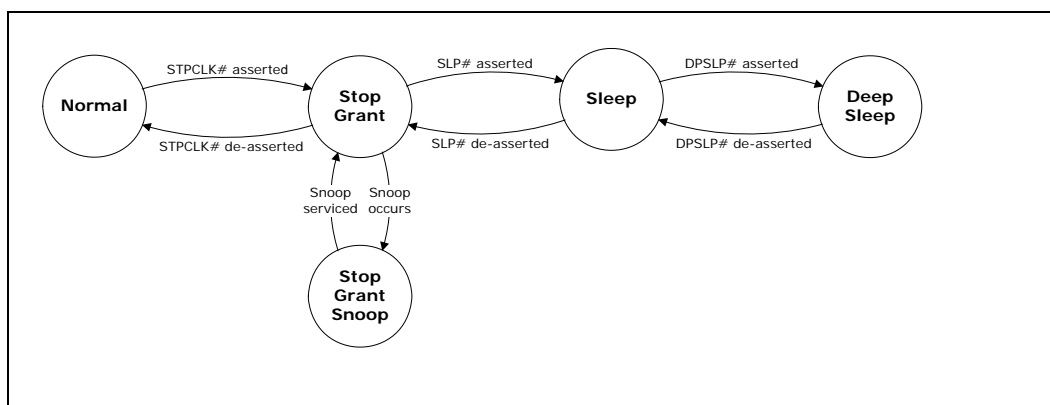 STPCLK# asserted
SLP# asserted
DPSLP# asserted
Normal
Stop
Grant
Sleep
Deep
Sleep
STPCLK# de-asserted
SLP# de-asserted
DPSLP# de-asserted
Snoop
serviced
Snoop
occurs
Stop
Grant
Snoop